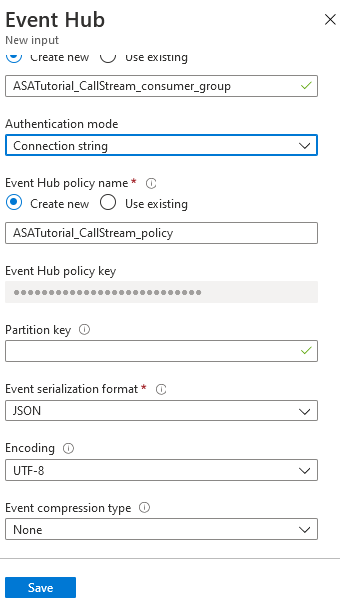 Event Hub
New input
Create new Use existing
ASATutorial_CallStream_consumer_group
Authentication mode
Connection string
Event Hub policy name *
Create new Use existing
ASATutorial_CallStream_policy
Event Hub policy key
•••••••••••••••••••••••••••
Partition key
Event serialization format *
JSON
Encoding
UTF-8
Event compression type
None
Save